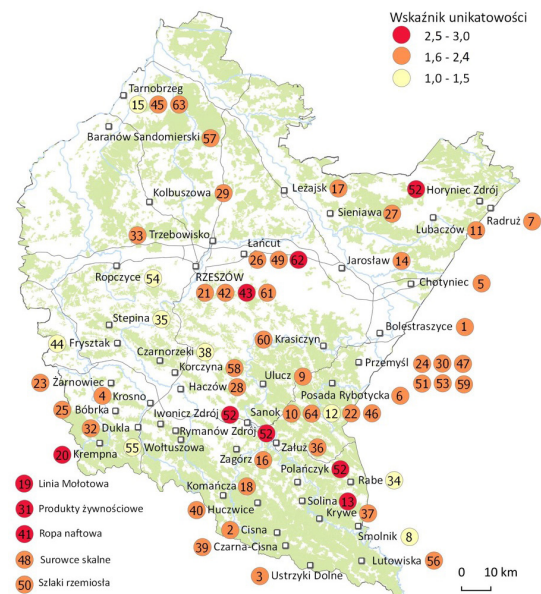 Wskaźnik unikatowości
2,5 - 3,0
1,6 - 2,4
1,0 - 1,5
Tarnobrzeg
15 45 63
Baranów Sandomierski 57
Kolbuszowa 29
Leżajsk 17
52 Horyniec Zdrój
Sieniawa 27
Radruż 7
Lubaczów 11
33 Trzebowisko
Łańcut
26 49 62
Jarosław 14
Ropczyce 54
RZESZÓW
21 42 43 61
Chotyniec 5
Stępina 35
Bolestraszyce 1
44 Frysztak
Czarnorzeki 38
60 Krasiczyn
Korczyna 58
Przemyśl 24 30 47
51 53 59
23 Żarnowiec
Haczów 28
Ulucz 9
Posada Rybotycka 6
4 Krosno
25 Bóbrka
Iwonicz Zdrój 52
Sanok 10 64 12 22 46
32 Dukla
Rymanów Zdrój 52
Załuż 36
20 Krempna
55 Wołtuszowa
Zagórz 16
Polańczyk 52
Rabe 34
19 Linia Mołotowa
Komańcza 18
Solina 13
31 Produkty żywnościowe
40 Huczwice
Krywe 37
41 Ropa naftowa
2 Cisna
Smolnik 8
48 Surowce skalne
39 Czarna-Cisna
Lutowiska 56
50 Szlaki rzemiosła
3 Ustrzyki Dolne
0 10 km